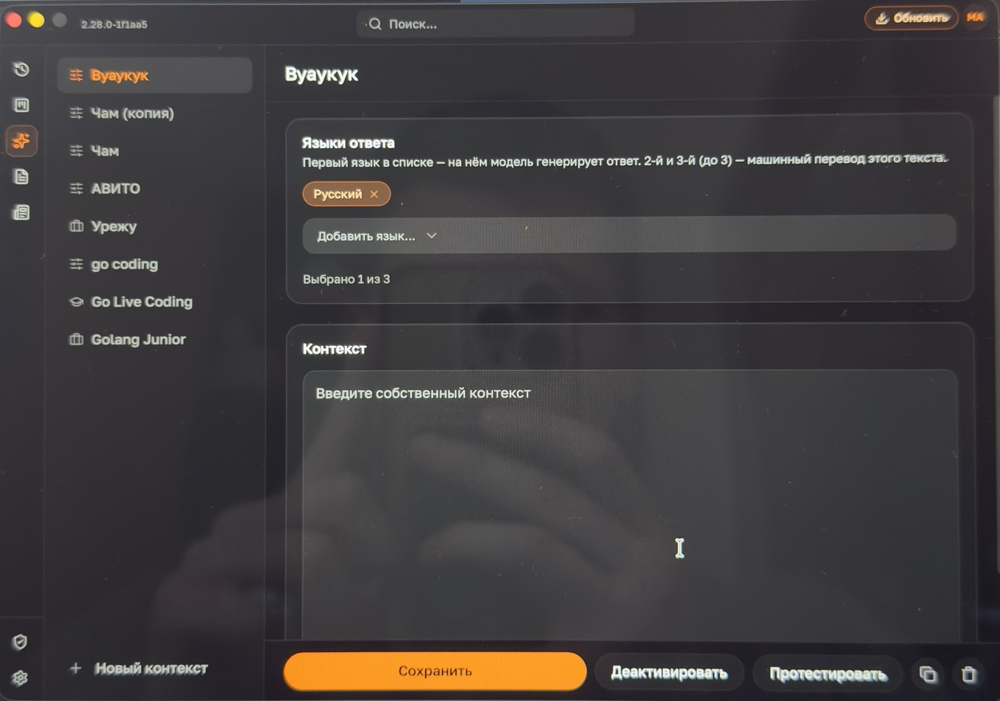 2.28.0-1f1aa5
Поиск...
Обновить
MA
Вуаукук
Чам (копия)
Чам
АВИТО
Урежу
go coding
Go Live Coding
Golang Junior
Новый контекст
Вуаукук
Языки ответа
Первый язык в списке — на нём модель генерирует ответ. 2-й и 3-й (до 3) — машинный перевод этого текста.
Русский
Добавить язык...
Выбрано 1 из 3
Контекст
Введите собственный контекст
Сохранить
Деактивировать
Протестировать